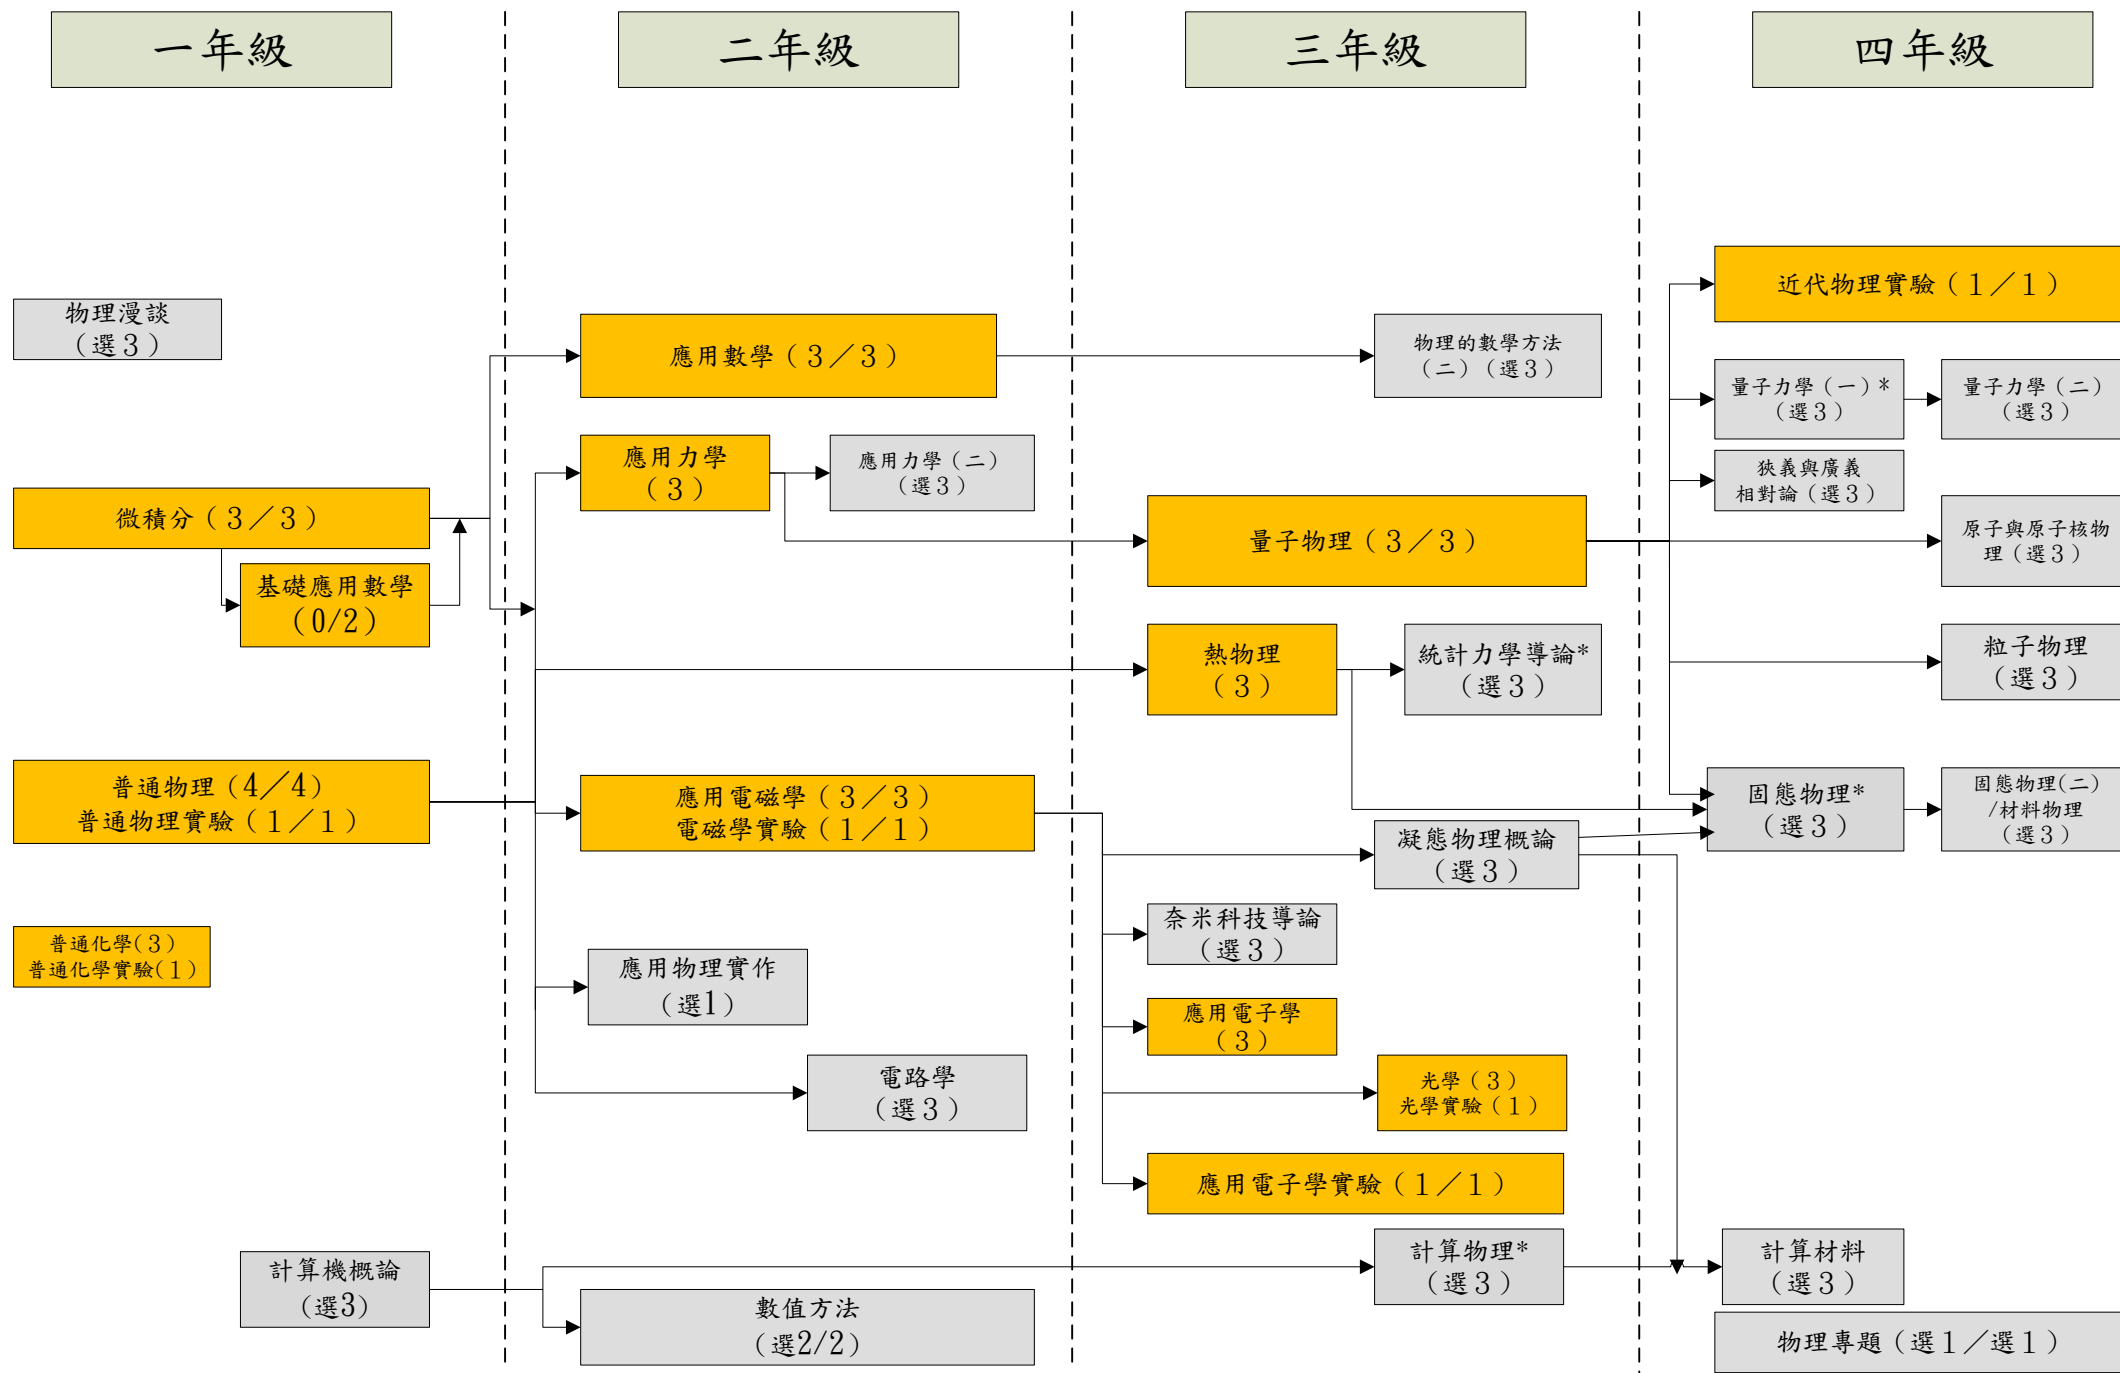 一年級
二年級
三年級
四年級
物理漫談
（選３）
微積分（３／３）
基礎應用數學
（0/2）
普通物理（4／4）
普通物理實驗（１／１）
普通化學(３)
普通化學實驗(１)
計算機概論
（選3）
應用數學（３／３）
應用力學
（３）
應用力學（二）
（選３）
應用電磁學（３／３）
電磁學實驗（１／１）
應用物理實作
（選1）
電路學
（選３）
數值方法
（選2/2）
物理的數學方法
（二）（選３）
量子物理（３／３）
熱物理
（３）
統計力學導論*
（選３）
凝態物理概論
（選３）
奈米科技導論
（選３）
應用電子學
（３）
光學（３）
光學實驗（１）
應用電子學實驗（１／１）
計算物理*
（選３）
近代物理實驗（１／１）
量子力學（一）*
（選３）
量子力學（二）
（選３）
狹義與廣義
相對論（選３）
原子與原子核物
理（選３）
粒子物理
（選３）
固態物理*
（選３）
固態物理(二)
/材料物理
（選３）
計算材料
（選３）
物理專題（選１／選１）